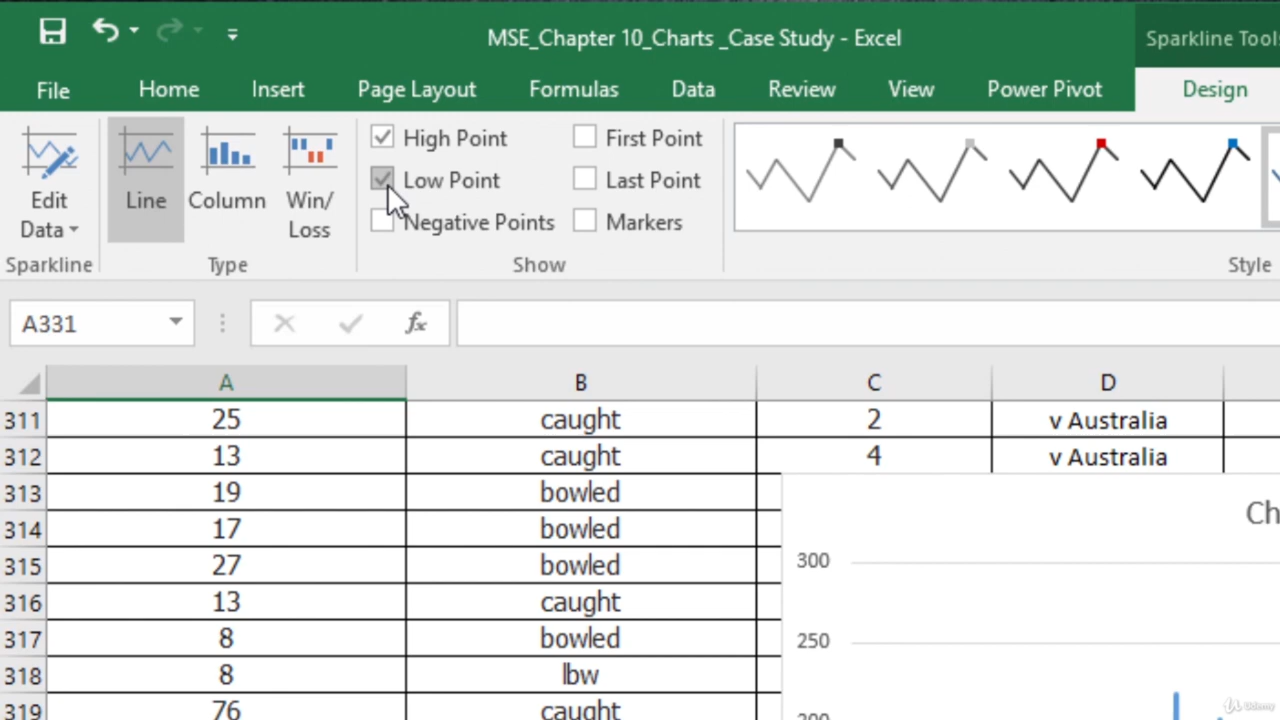 MSE_Chapter 10_Charts _Case Study - Excel
Sparkline Tool
File Home Insert Page Layout Formulas Data Review View Power Pivot Design
High Point First Point
Edit Data Line Column Win/ Loss
Low Point Last Point
Negative Points Markers
Sparkline Type Show Style
A331 fx
A B C D
311 25 caught 2 v Australia
312 13 caught 4 v Australia
313 19 bowled
Ch
314 17 bowled
315 27 bowled
300
316 13 caught
317 8 bowled
250
318 8 lbw
319 76 caught
200
Udemy